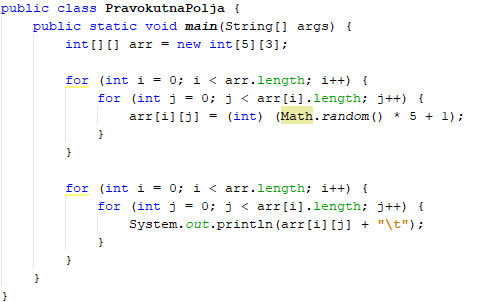 public class PravokutnaPolja {
    public static void main(String[] args) {
        int[][] arr = new int[5][3];
        for (int i = 0; i < arr.length; i++) {
            for (int j = 0; j < arr[i].length; j++) {
                arr[i][j] = (int) (Math.random() * 5 + 1);
            }
        }
        for (int i = 0; i < arr.length; i++) {
            for (int j = 0; j < arr[i].length; j++) {
                System.out.println(arr[i][j] + "\t");
            }
        }
    }
}